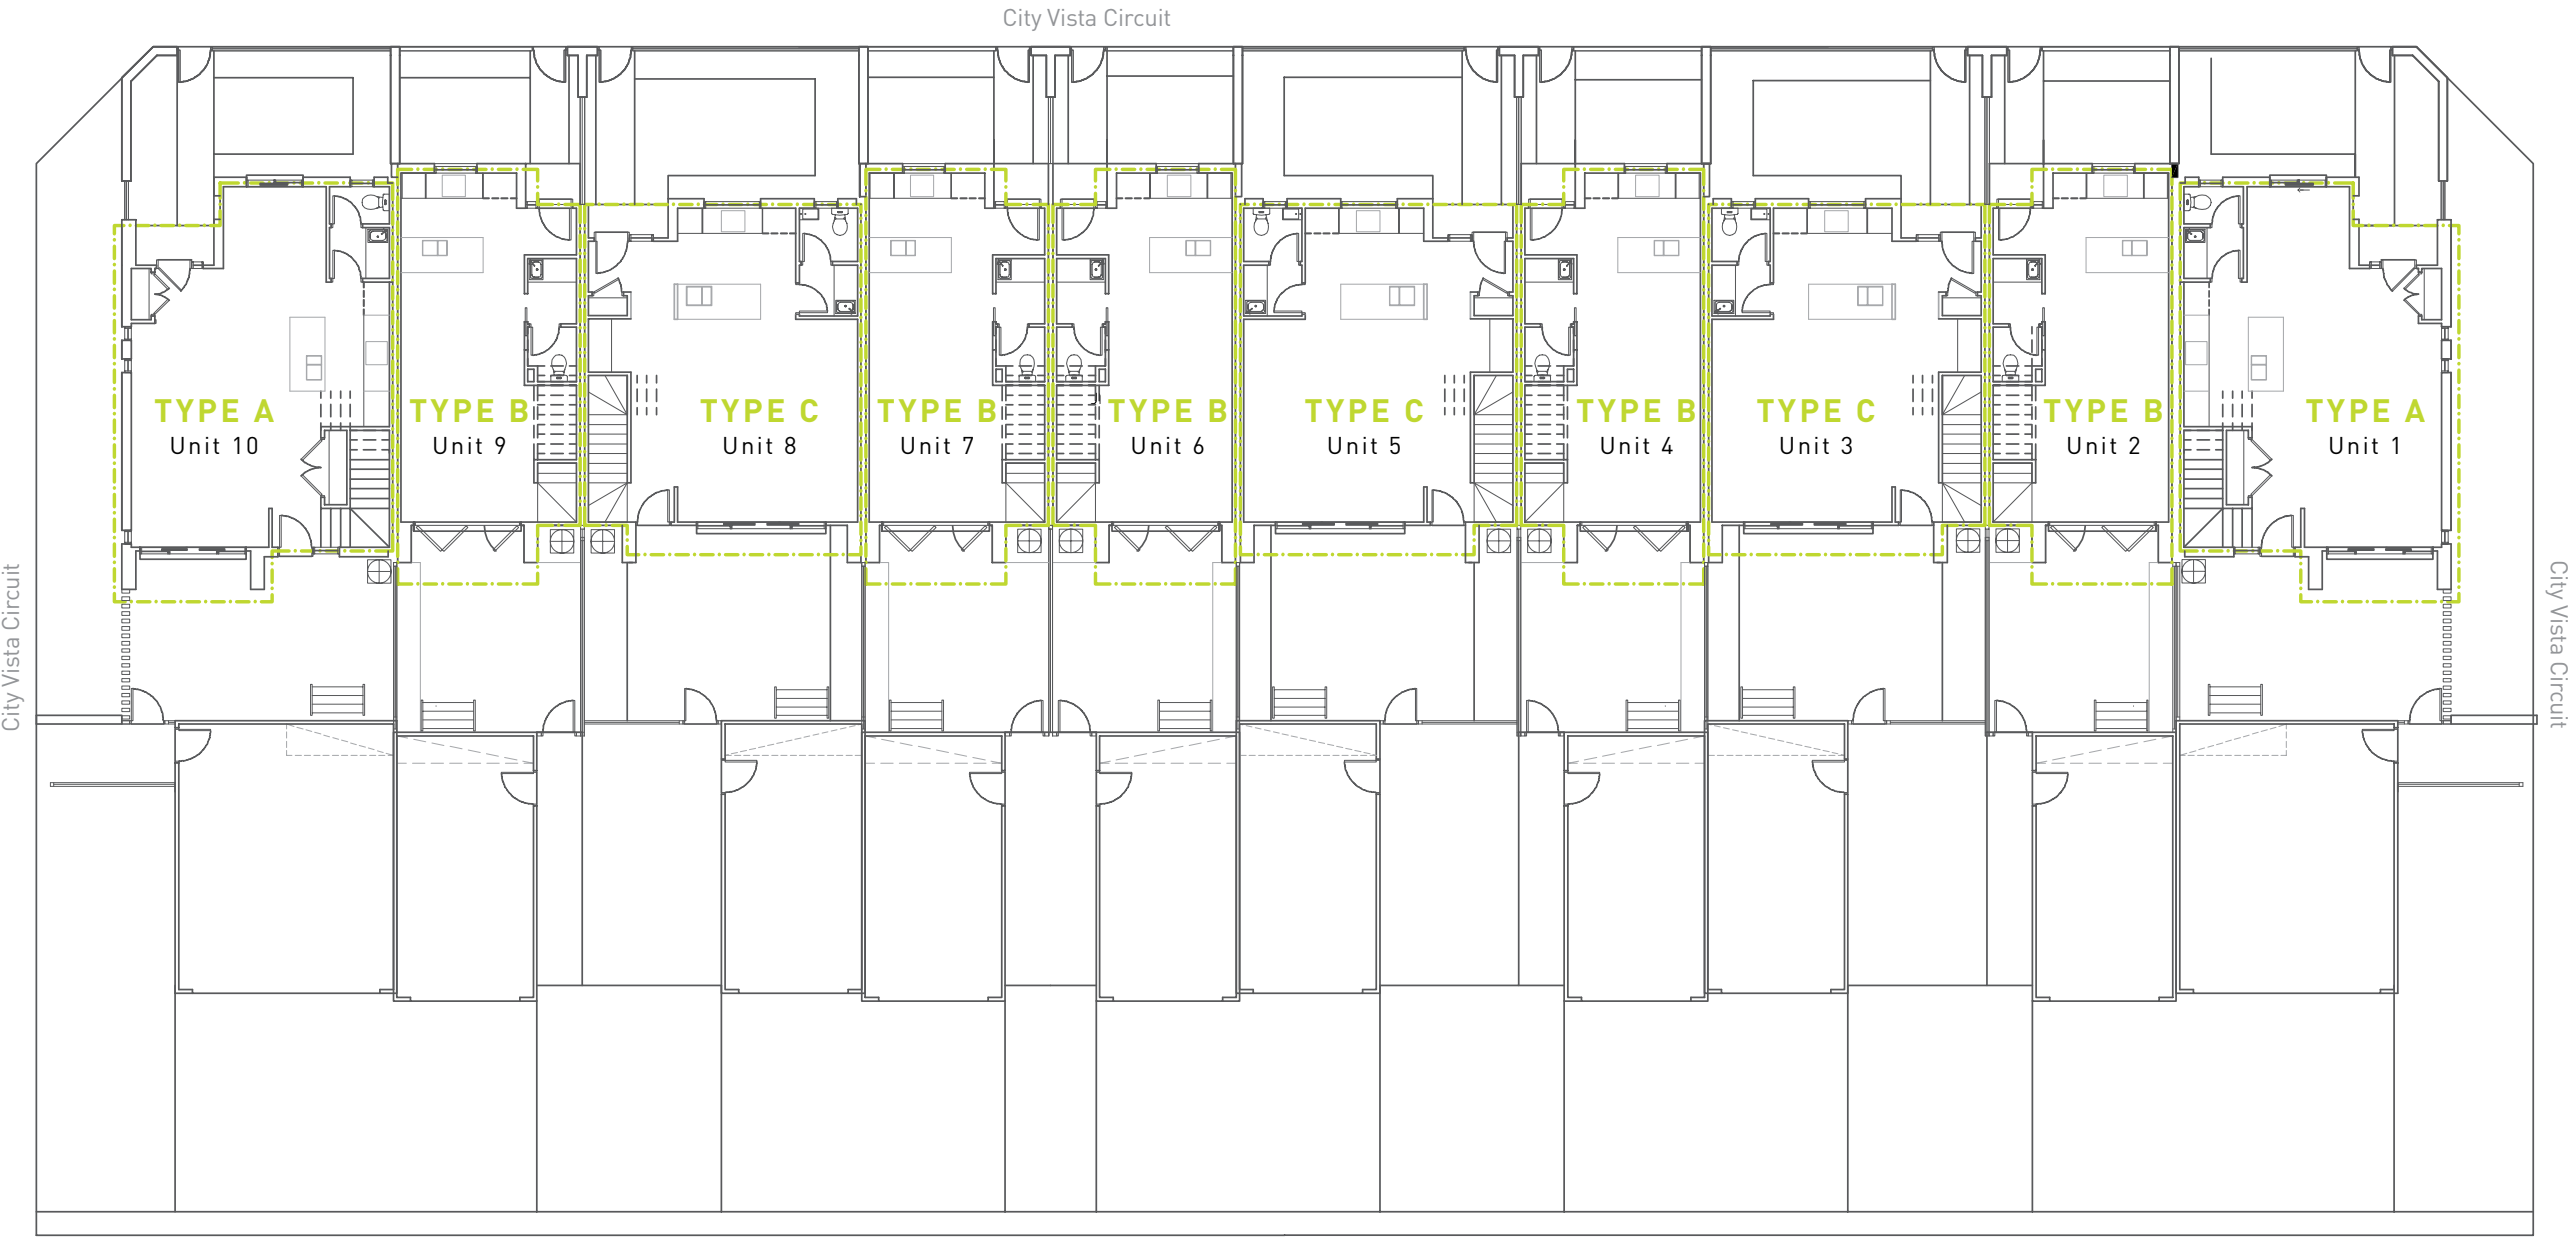 City Vista Circuit
TYPE A
Unit 10
TYPE B
Unit 9
TYPE C
Unit 8
TYPE B
Unit 7
TYPE B
Unit 6
TYPE C
Unit 5
TYPE B
Unit 4
TYPE C
Unit 3
TYPE B
Unit 2
TYPE A
Unit 1
City Vista Circuit
City Vista Circuit